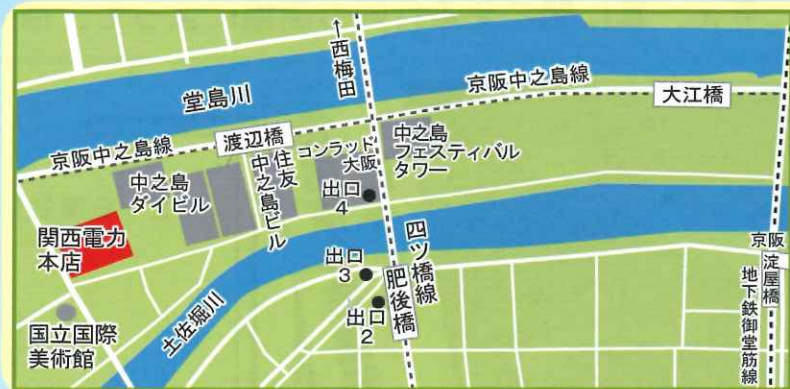 ↑西梅田
堂島川
京阪中之島線
大江橋
京阪中之島線
渡辺橋
中之島
ダイビル
住友
中之島ビル
コンラッド
大阪
中之島
フェスティバル
タワー
出口
4
関西電力
本店
国立国際
美術館
土佐堀川
出口
3
出口
2
四ツ橋線
肥後橋
京阪
淀屋橋
地下鉄御堂筋線